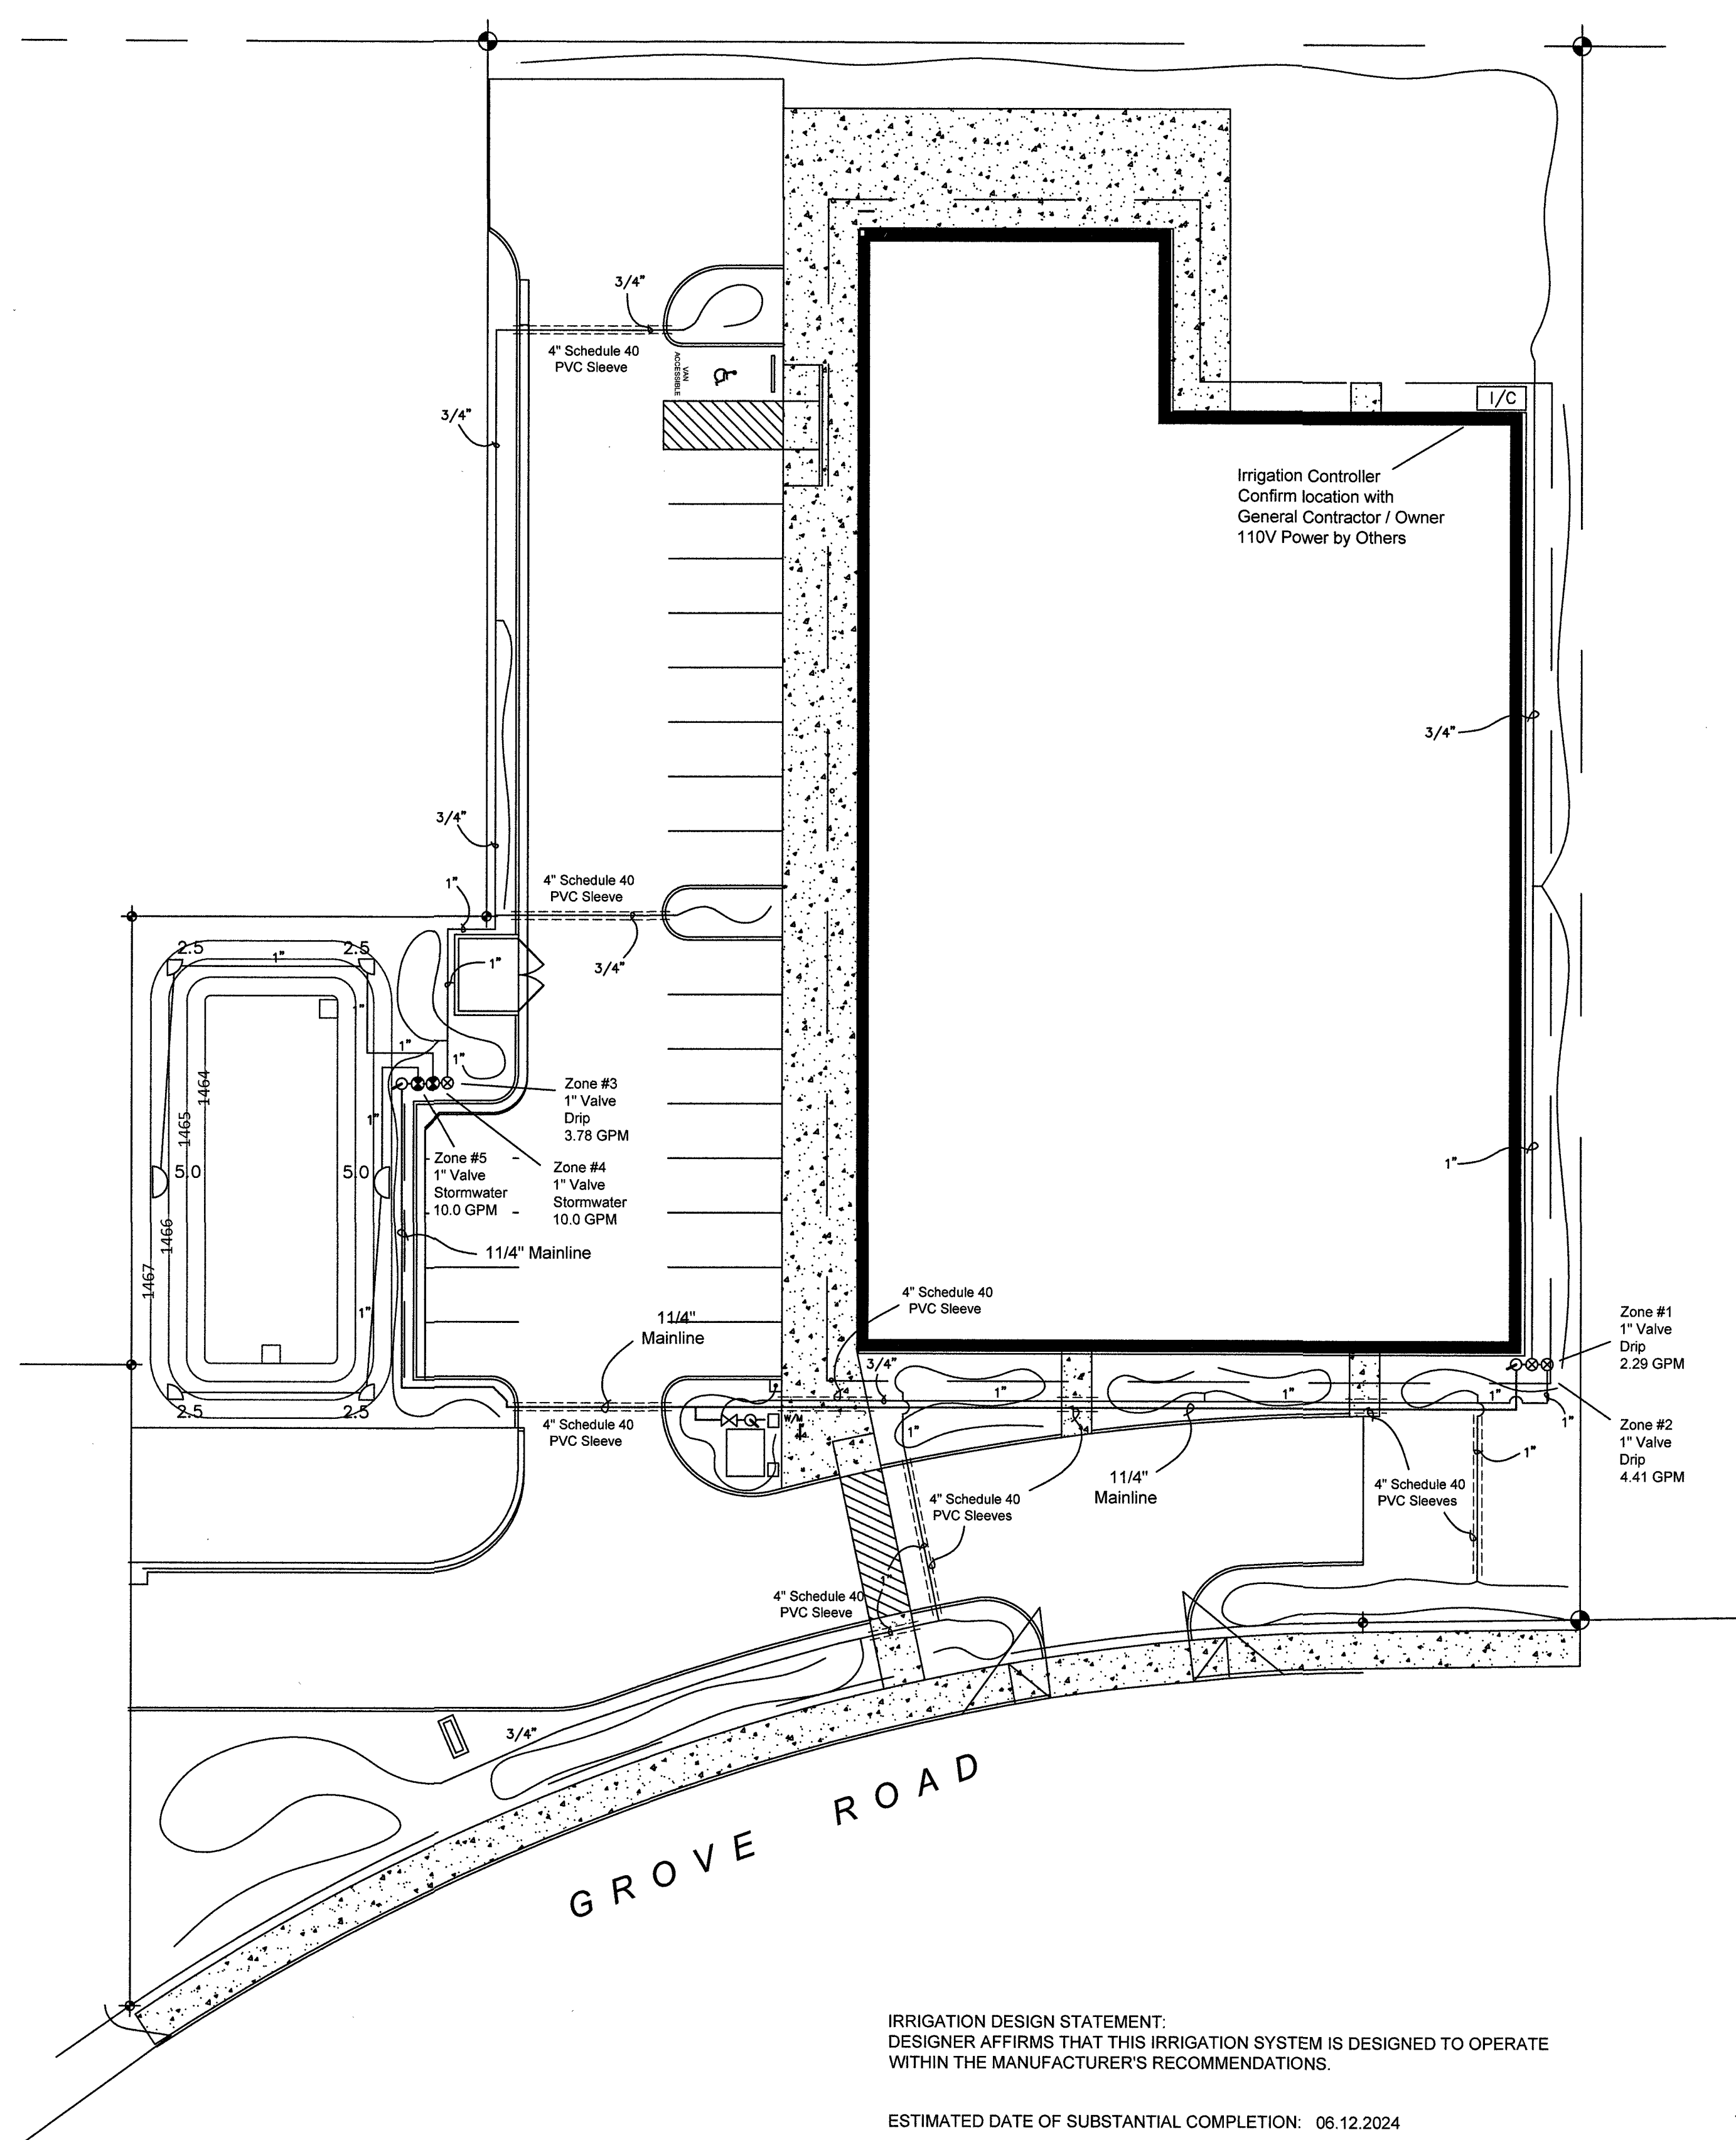 3/4"
4" Schedule 40
PVC Sleeve
VAN
ACCESSIBLE
3/4"
I/C
Irrigation Controller
Confirm location with
General Contractor / Owner
110V Power by Others
3/4"
3/4"
1"
4" Schedule 40
PVC Sleeve
3/4"
1"
2.5
1"
2.5
1"
1"
1"
1464
1465
1466
1467
1"
5.0
5.0
Zone #3
1" Valve
Drip
3.78 GPM
Zone #5
1" Valve
Stormwater
10.0 GPM
Zone #4
1" Valve
Stormwater
10.0 GPM
1"
11/4" Mainline
1"
11/4"
Mainline
4" Schedule 40
PVC Sleeve
Zone #1
1" Valve
Drip
2.29 GPM
3/4"
1"
1"
1"
1"
2.5
2.5
4" Schedule 40
PVC Sleeve
W/M
1"
Zone #2
1" Valve
Drip
4.41 GPM
1"
11/4"
Mainline
4" Schedule 40
PVC Sleeves
4" Schedule 40
PVC Sleeves
1"
4" Schedule 40
PVC Sleeve
3/4"
GROVE ROAD
IRRIGATION DESIGN STATEMENT:
DESIGNER AFFIRMS THAT THIS IRRIGATION SYSTEM IS DESIGNED TO OPERATE
WITHIN THE MANUFACTURER'S RECOMMENDATIONS.
ESTIMATED DATE OF SUBSTANTIAL COMPLETION: 06.12.2024